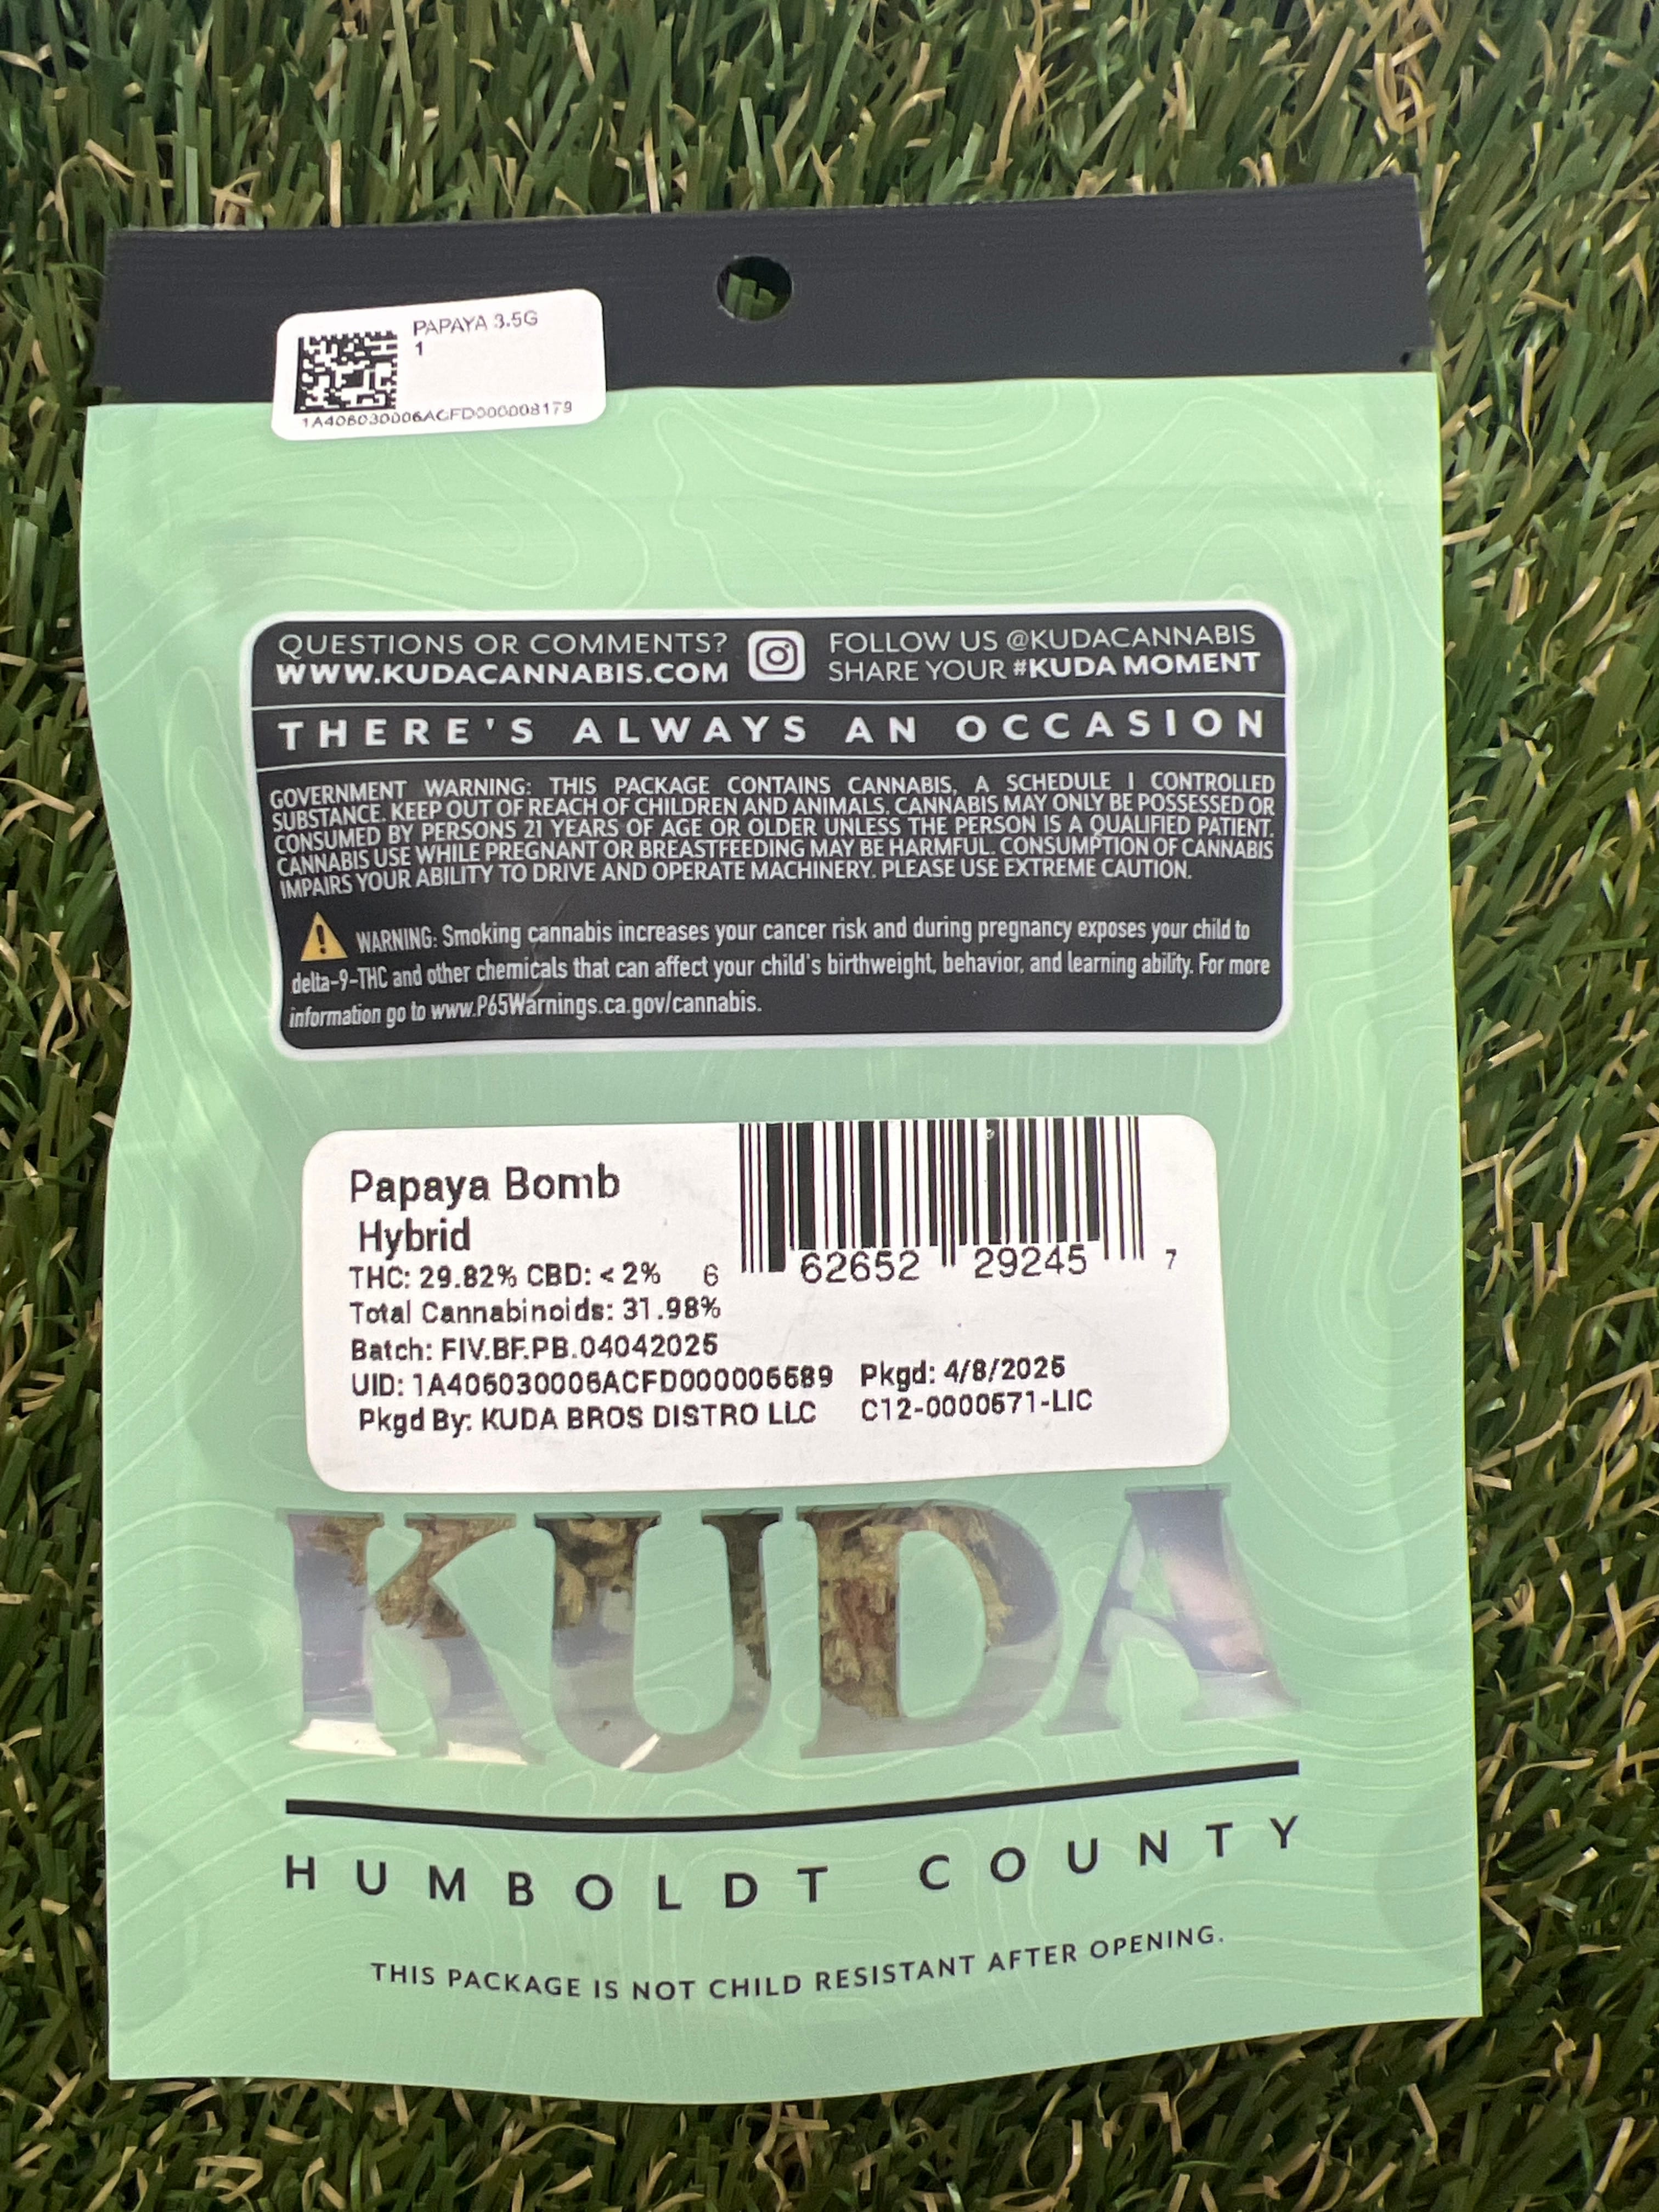 PAPAYA 3.5G
1
1A406030006ACFD000008179
QUESTIONS OR COMMENTS?
WWW.KUDACANNABIS.COM
FOLLOW US @KUDACANNABIS
SHARE YOUR #KUDA MOMENT
THERE'S ALWAYS AN OCCASION
GOVERNMENT WARNING: THIS PACKAGE CONTAINS CANNABIS, A SCHEDULE I CONTROLLED
SUBSTANCE. KEEP OUT OF REACH OF CHILDREN AND ANIMALS. CANNABIS MAY ONLY BE POSSESSED OR
CONSUMED BY PERSONS 21 YEARS OF AGE OR OLDER UNLESS THE PERSON IS A QUALIFIED PATIENT.
CANNABIS USE WHILE PREGNANT OR BREASTFEEDING MAY BE HARMFUL. CONSUMPTION OF CANNABIS
IMPAIRS YOUR ABILITY TO DRIVE AND OPERATE MACHINERY. PLEASE USE EXTREME CAUTION.
WARNING: Smoking cannabis increases your cancer risk and during pregnancy exposes your child to
delta-9-THC and other chemicals that can affect your child's birthweight, behavior, and learning ability. For more
information go to www.P65Warnings.ca.gov/cannabis.
Papaya Bomb
Hybrid
THC: 29.82% CBD: < 2%
6 62652 29245 7
Total Cannabinoids: 31.98%
Batch: FIV.BF.PB.04042025
UID: 1A406030006ACFD000006689 Pkgd: 4/8/2025
Pkgd By: KUDA BROS DISTRO LLC C12-0000571-LIC
KUDA
HUMBOLDT COUNTY
THIS PACKAGE IS NOT CHILD RESISTANT AFTER OPENING.